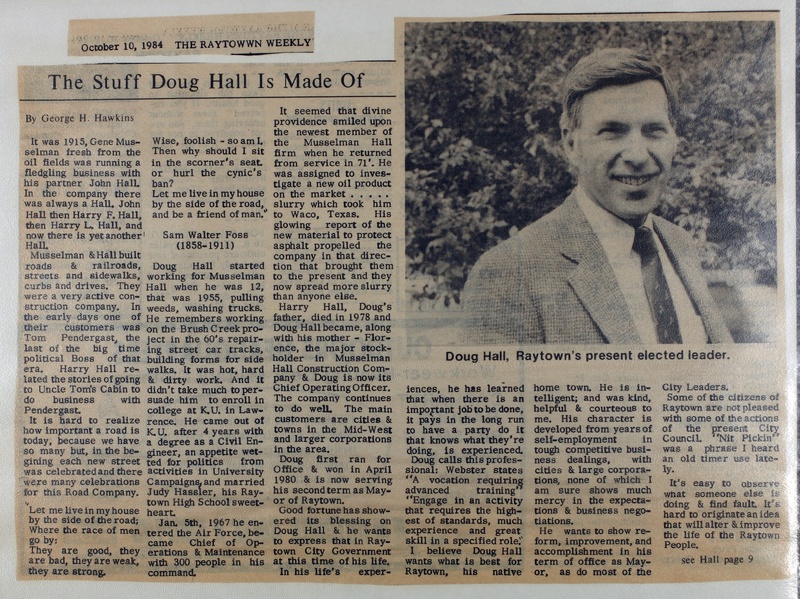 October 10, 1984 THE RAYTOWWN WEEKLY
The Stuff Doug Hall Is Made Of
By George H. Hawkins
It was 1915, Gene Mus-
selman fresh from the
oil fields was running a
fledgling business with
his partner John Hall.
In the company there
was always a Hall. John
Hall then Harry F. Hall,
then Harry L. Hall, and
now there is yet another
Hall.
Musselman & Hall built
roads & railroads,
streets and sidewalks,
curbs and drives. They
were a very active con-
struction company. In
the early days one of
their customers was
Tom Pendergast, the
last of the big time
political Boss of that
era. Harry Hall re-
lated the stories of going
to Uncle Tom's Cabin to
do business with
Pendergast.
It is hard to realize
how important a road is
today, because we have
so many but, in the be-
gining each new street
was celebrated and there
were many celebrations
for this Road Company.
"
Let me live in my house
by the side of the road;
Where the race of men
go by:
They are good, they
are bad, they are weak,
they are strong.
Wise, foolish - so am I.
Then why should I sit
in the scorner's seat.
or hurl the cynic's
ban?
Let me live in my house
by the side of the road,
and be a friend of man."
Sam Walter Foss
(1858-1911)
Doug Hall started
working for Musselman
Hall when he was 12,
that was 1955, pulling
weeds, washing trucks.
He remembers working
on the Brush Creek pro-
ject in the 60's repair-
ing street car tracks,
building forms for side
walks. It was hot, hard
& dirty work. And it
didn't take much to per-
suade him to enroll in
college at K.U. in Law-
rence. He came out of
K.U. after 4 years with
a degree as a Civil En-
gineer, an appetite wet-
ted for politics from
activities in University
Campaigns, and married
Judy Hassler, his Ray-
town High School sweet-
heart.
Jan. 5th, 1967 he en-
tered the Air Force, be-
came Chief of Op-
erations & Maintenance
with 300 people in his
command.
It seemed that divine
providence smiled upon
the newest member of
the Musselman Hall
firm when he returned
from service in 71'. He
was assigned to inves-
tigate a new oil product
on the market . . . . .
slurry which took him
to Waco, Texas. His
glowing report of the
new material to protect
asphalt propelled the
company in that direc-
tion that brought them
to the present and they
now spread more slurry
than anyone else.
Harry Hall, Doug's
father, died in 1978 and
Doug Hall became, along
with his mother - Flor-
ence, the major stock-
holder in Musselman
Hall Construction Com-
pany & Doug is now its
Chief Operating Officer.
The company continues
to do well. The main
customers are cities &
towns in the Mid-West
and larger corporations
in the area.
Doug first ran for
Office & won in April
1980 & is now serving
his second term as May-
or of Raytown.
Good fortune has show-
ered its blessing on
Doug Hall & he wants
to express that in Ray-
town City Government
at this time of his life.
In his life's exper-
Doug Hall, Raytown's present elected leader.
iences, he has learned
that when there is an
important job to be done,
it pays in the long run
to have a party do it
that knows what they're
doing, is experienced.
Doug calls this profes-
sional: Webster states
"A vocation requiring
advanced training"
"Engage in an activity
that requires the high-
est of standards, much
experience and great
skill in a specified role."
I believe Doug Hall
wants what is best for
Raytown, his native
home town. He is in-
telligent; and was kind,
helpful & courteous to
me. His character is
developed from years of
self-employment in
tough competitive busi-
ness dealings, with
cities & large corpora-
tions, none of which I
am sure shows much
mercy in the expecta-
tions & business nego-
tiations.
He wants to show re-
form, improvement, and
accomplishment in his
term of office as May-
or, as do most of the
City Leaders.
Some of the citizens of
Raytown are not pleased
with some of the actions
of the present City
Council. "Nit Pickin"
was a phrase I heard
an old timer use late-
ly.
It's easy to observe
what someone else is
doing & find fault. It's
hard to originate an idea
that will alter & improve
the life of the Raytown
People.
see Hall page 9